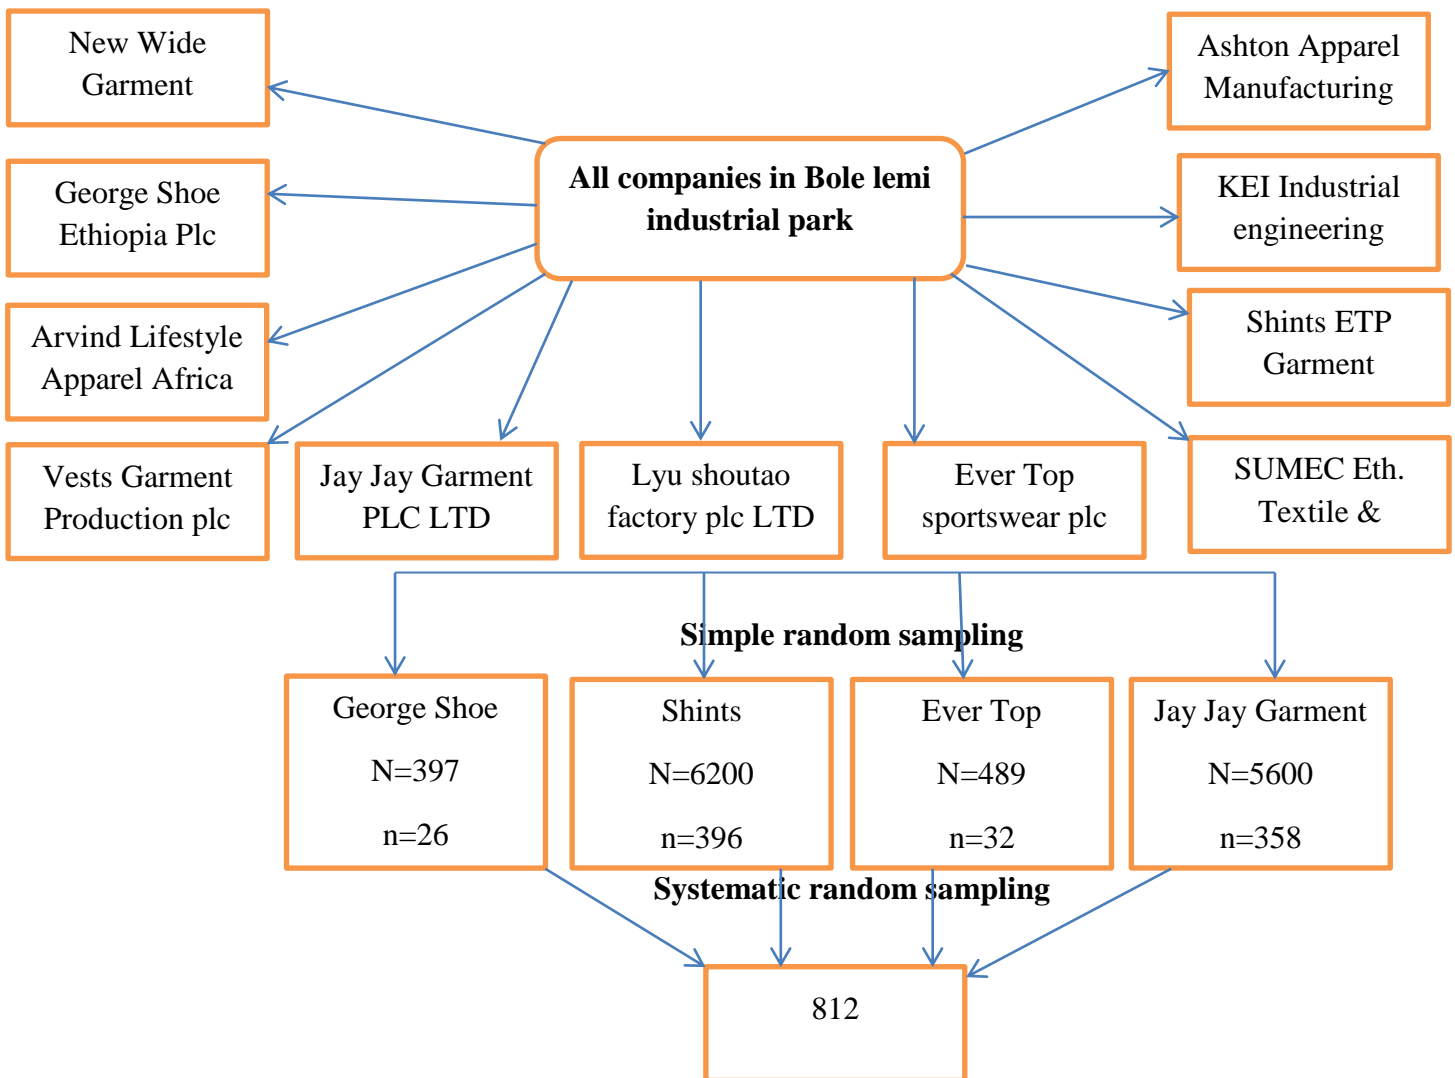 New Wide
Garment
Ashton Apparel
Manufacturing
All companies in Bole lemi
industrial park
George Shoe
Ethiopia Plc
KEI Industrial
engineering
Arvind Lifestyle
Apparel Africa
Shints ETP
Garment
Vests Garment
Production plc
Jay Jay Garment
PLC LTD
Lyu shoutao
factory plc LTD
Ever Top
sportswear plc
SUMEC Eth.
Textile &
Simple random sampling
George Shoe
N=397
n=26
Shints
N=6200
n=396
Ever Top
N=489
n=32
Jay Jay Garment
N=5600
n=358
Systematic random sampling
812